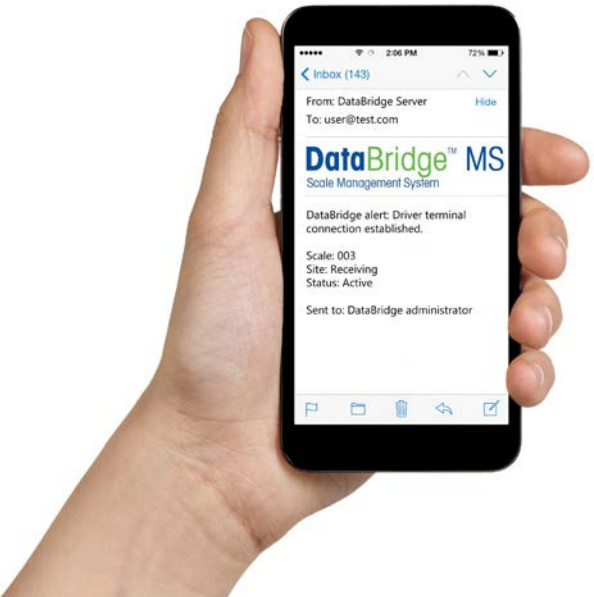 2:06 PM 72%
Inbox (143)
From: DataBridge Server Hide
To: user@test.com
DataBridge™ MS
Scale Management System
DataBridge alert: Driver terminal
connection established.
Scale: 003
Site: Receiving
Status: Active
Sent to: DataBridge administrator